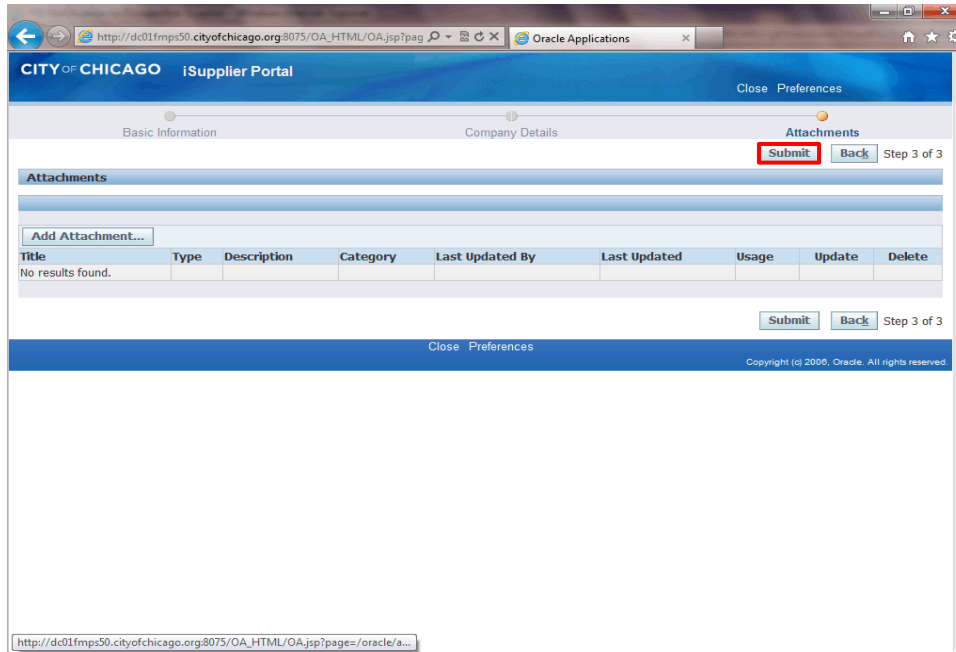 http://dc01fmps50.cityofchicago.org:8075/OA_HTML/OA.jsp?pag
Oracle Applications
CITY OF CHICAGO iSupplier Portal
Close Preferences
Basic Information Company Details Attachments
Submit Back Step 3 of 3
Attachments
Add Attachment...
Title Type Description Category Last Updated By Last Updated Usage Update Delete
No results found.
Submit Back Step 3 of 3
Close Preferences
Copyright (c) 2006, Oracle. All rights reserved.
http://dc01fmps50.cityofchicago.org:8075/OA_HTML/OA.jsp?page=/oracle/a...